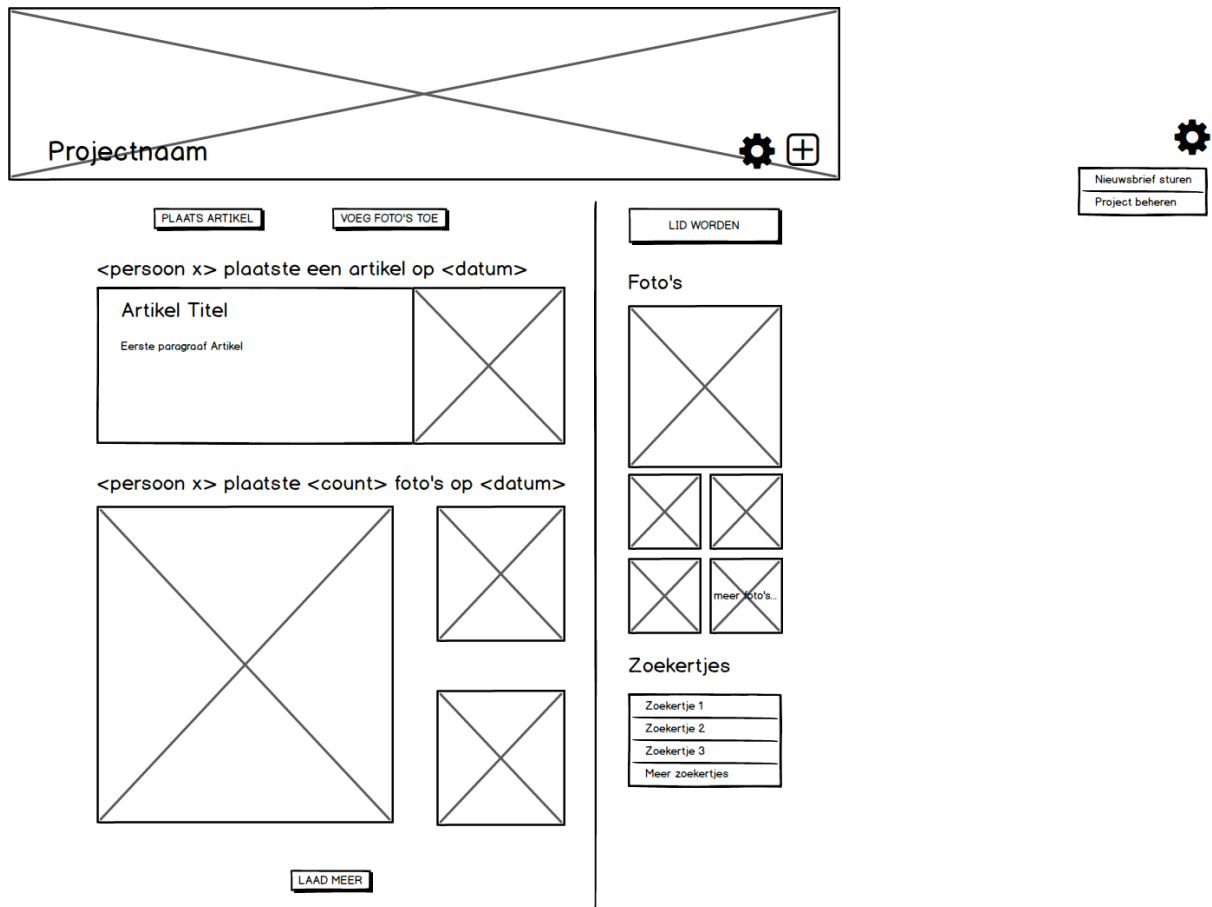 Projectnaam
Nieuwsbrief sturen
Project beheren
PLAATS ARTIKEL
VOEG FOTO'S TOE
<persoon x> plaatste een artikel op <datum>
Artikel Titel
Eerste paragraaf Artikel
<persoon x> plaatste <count> foto's op <datum>
LAAD MEER
LID WORDEN
Foto's
meer foto's...
Zoekertjes
Zoekertje 1
Zoekertje 2
Zoekertje 3
Meer zoekertjes